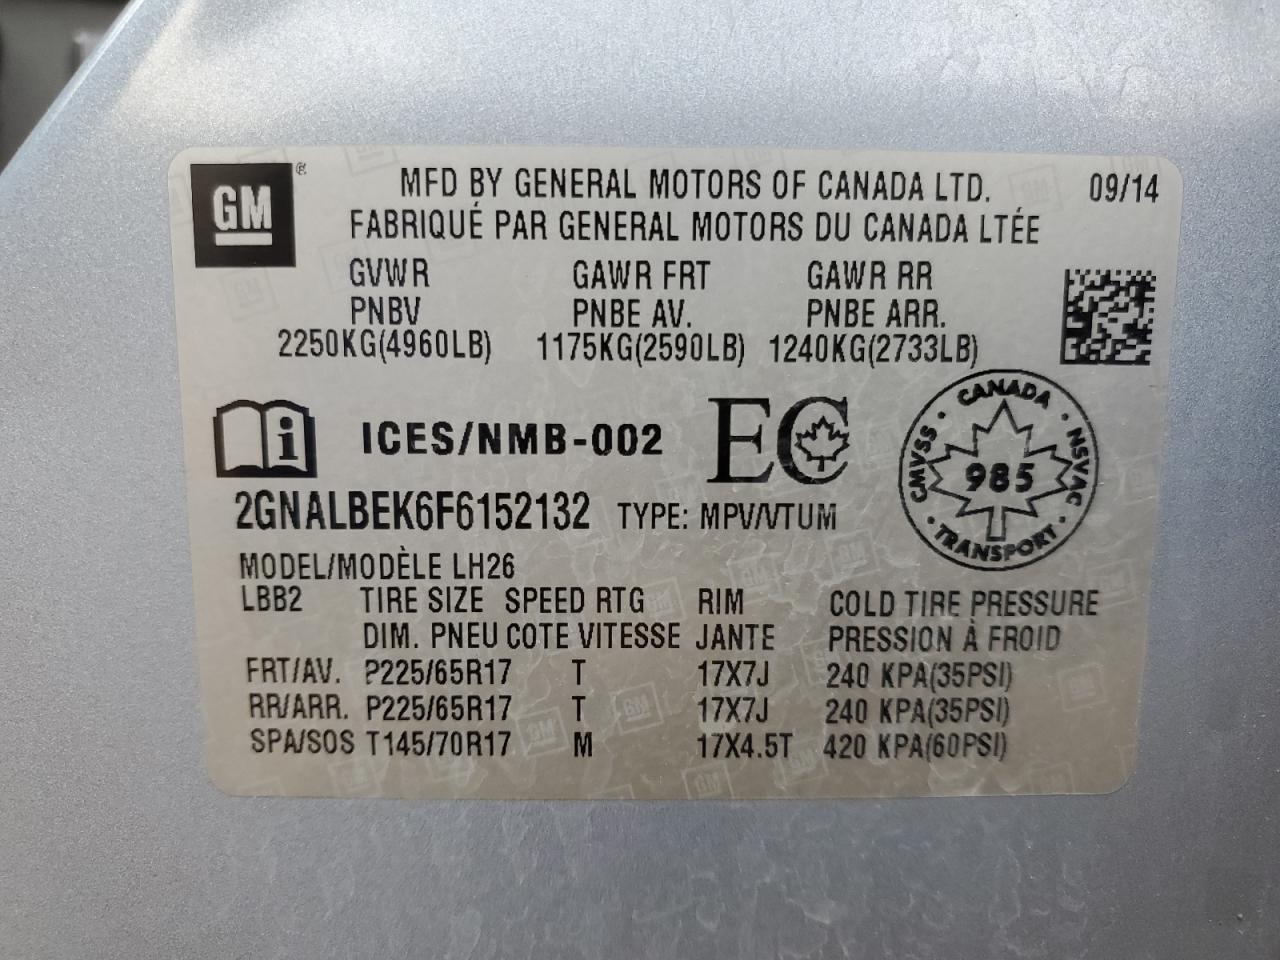 GM®
MFD BY GENERAL MOTORS OF CANADA LTD. 09/14
FABRIQUÉ PAR GENERAL MOTORS DU CANADA LTÉE
GVWR GAWR FRT GAWR RR
PNBV PNBE AV. PNBE ARR.
2250KG(4960LB) 1175KG(2590LB) 1240KG(2733LB)
i ICES/NMB-002 EC
CANADA
CMVSS 985 NSVAC
TRANSPORT
2GNALBEK6F6152132 TYPE: MPV/VTUM
MODEL/MODÈLE LH26
LBB2 TIRE SIZE SPEED RTG RIM COLD TIRE PRESSURE
DIM. PNEU COTE VITESSE JANTE PRESSION À FROID
FRT/AV. P225/65R17 T 17X7J 240 KPA(35PSI)
RR/ARR. P225/65R17 T 17X7J 240 KPA(35PSI)
SPA/SOS T145/70R17 M 17X4.5T 420 KPA(60PSI)